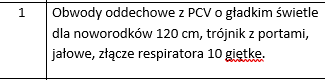 1
Obwody oddechowe z PCV o gładkim świetle
dla noworodków 120 cm, trójnik z portami,
jałowe, złącze respiratora 10 giętke.